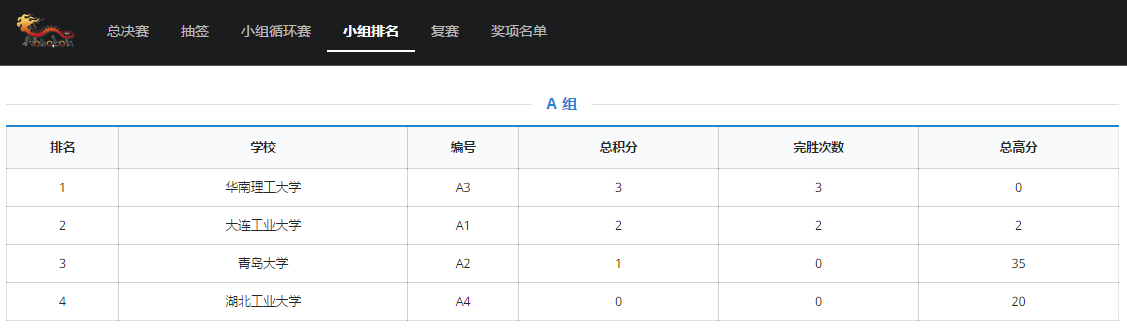 Robocon
总决赛 抽签 小组循环赛 小组排名 复赛 奖项名单
A 组
排名 学校 编号 总积分 完胜次数 总高分
1 华南理工大学 A3 3 3 0
2 大连工业大学 A1 2 2 2
3 青岛大学 A2 1 0 35
4 湖北工业大学 A4 0 0 20